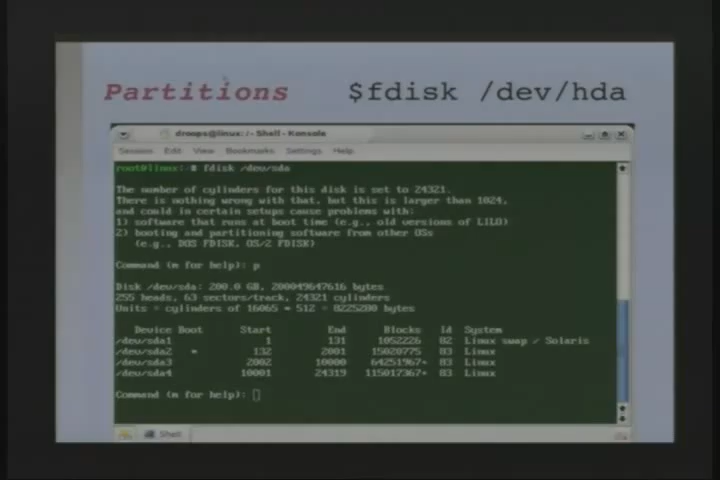 Partitions $fdisk /dev/hda
droops@linux:/ - Shell - Konsole
Session Edit View Bookmarks Settings Help
root@linux:/# fdisk /dev/sda
The number of cylinders for this disk is set to 24321.
There is nothing wrong with that, but this is larger than 1024,
and could in certain setups cause problems with:
1) software that runs at boot time (e.g., old versions of LILO)
2) booting and partitioning software from other OSs
(e.g., DOS FDISK, OS/2 FDISK)
Command (m for help): p
Disk /dev/sda: 200.0 GB, 200049647616 bytes
255 heads, 63 sectors/track, 24321 cylinders
Units = cylinders of 16065 * 512 = 8225280 bytes
Device Boot Start End Blocks Id System
/dev/sda1 1 131 1052226 82 Linux swap / Solaris
/dev/sda2 * 132 2001 15020775 83 Linux
/dev/sda3 2002 10000 64251967+ 83 Linux
/dev/sda4 10001 24319 115017367+ 83 Linux
Command (m for help):
Shell